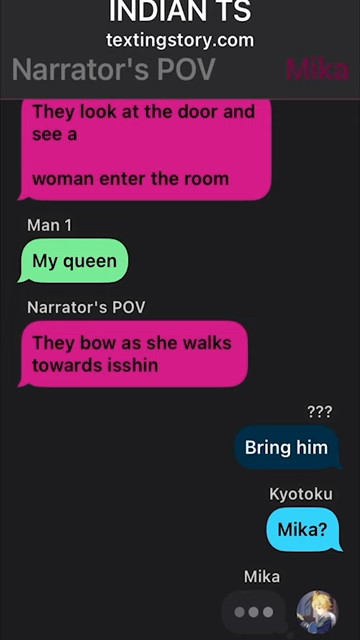 INDIAN TS
textingstory.com
Narrator's POV
Mika
They look at the door and
see a
woman enter the room
Man 1
My queen
Narrator's POV
They bow as she walks
towards isshin
???
Bring him
Kyotoku
Mika?
Mika